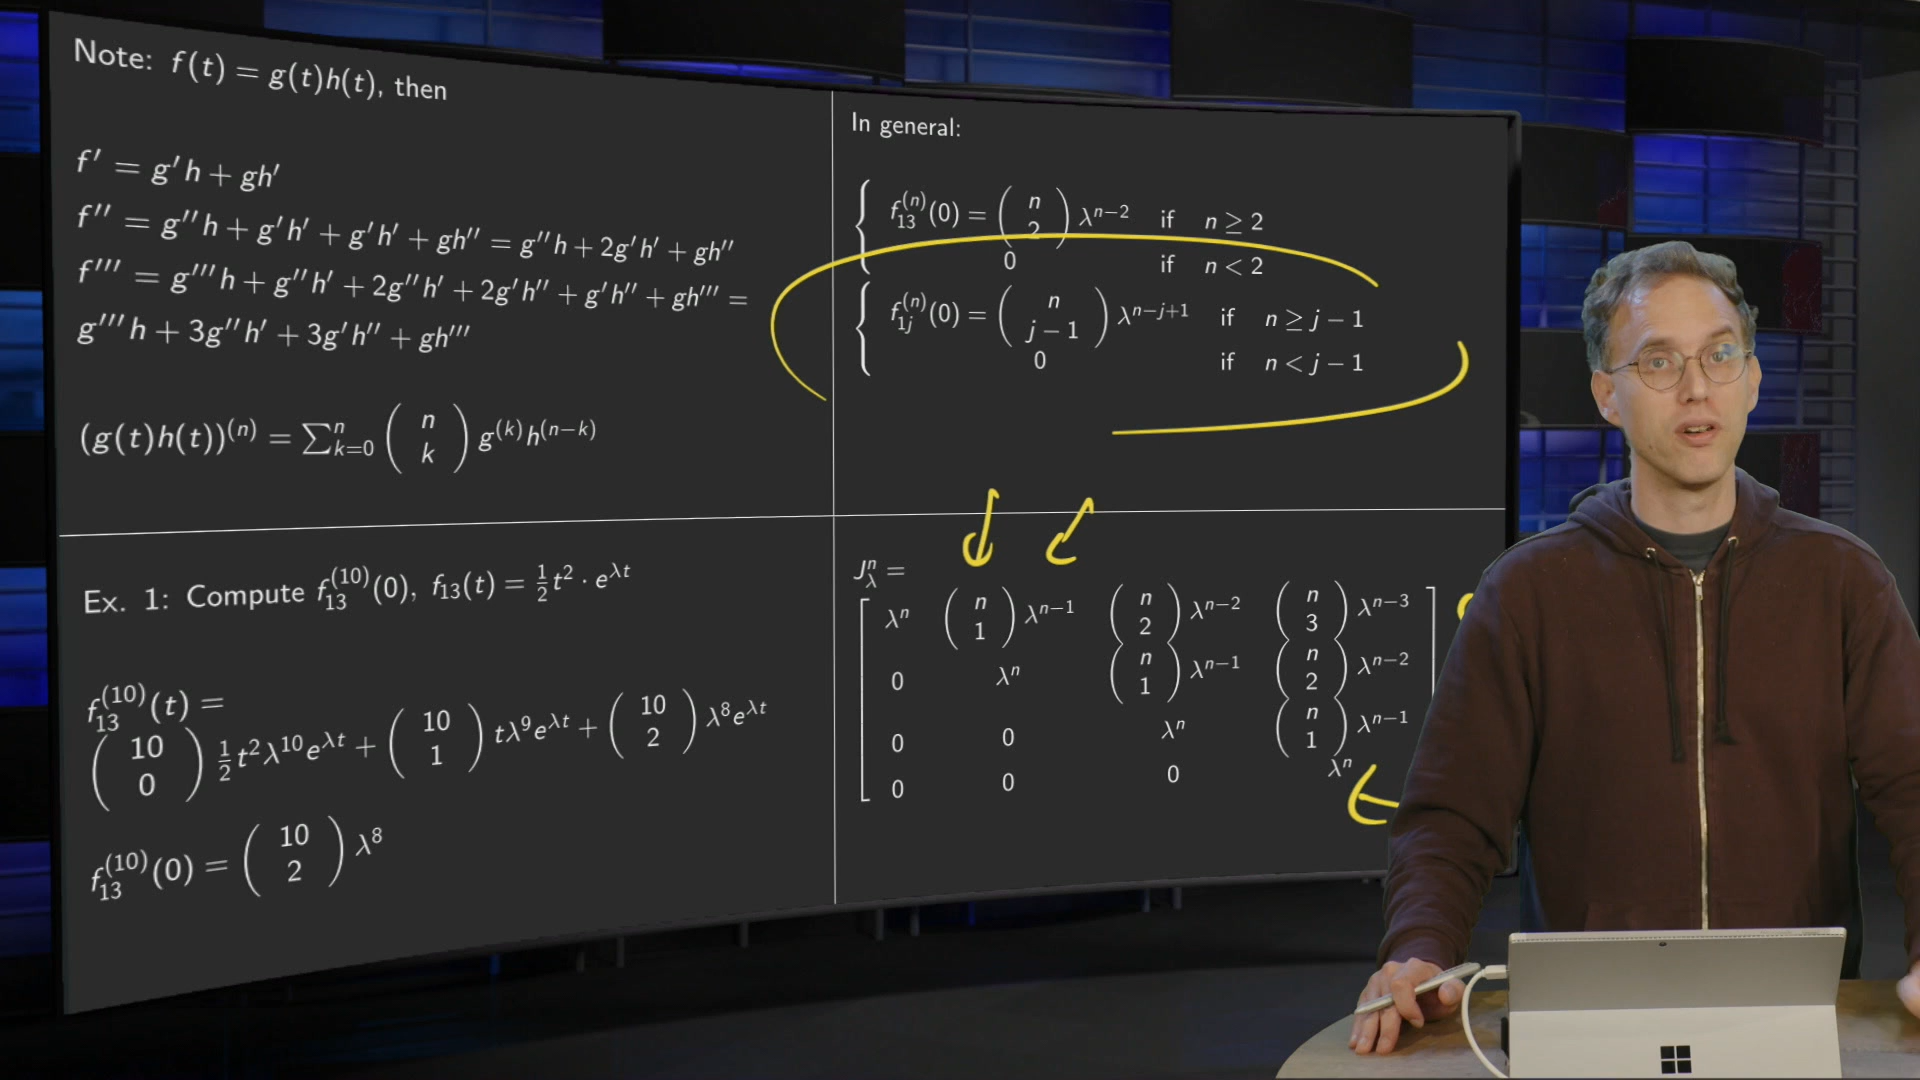 Note: f(t) = g(t)h(t), then
f′ = g′h + gh′
f″ = g″h + g′h′ + g′h′ + gh″ = g″h + 2g′h′ + gh″
f‴ = g‴h + g″h′ + 2g″h′ + 2g′h″ + g′h″ + gh‴ =
g‴h + 3g″h′ + 3g′h″ + gh‴
(g(t)h(t))^(n) = ∑_{k=0}^{n} (n k) g^(k) h^(n−k)
In general:
f_13^(n)(0) = (n 2) λ^{n−2} if n ≥ 2
0 if n < 2
f_1j^(n)(0) = (n j−1) λ^{n−j+1} if n ≥ j − 1
0 if n < j − 1
Ex. 1: Compute f_13^(10)(0), f_13(t) = ½t² · e^{λt}
f_13^(10)(t) =
(10 0) ½t²λ^{10}e^{λt} + (10 1) tλ^9e^{λt} + (10 2) λ^8e^{λt}
f_13^(10)(0) = (10 2) λ^8
J_λ^n =
λ^n (n 1) λ^{n−1} (n 2) λ^{n−2} (n 3) λ^{n−3}
0 λ^n (n 1) λ^{n−1} (n 2) λ^{n−2}
0 0 λ^n (n 1) λ^{n−1}
0 0 0 λ^n